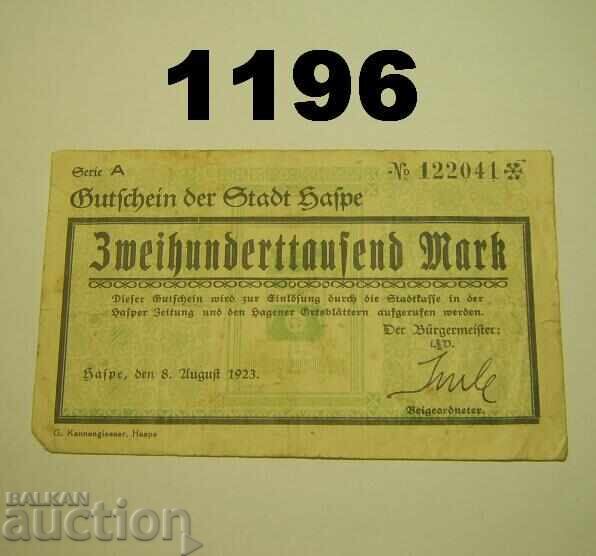 1196
Serie A
No 122041
Gutschein der Stadt Haspe
Zweihunderttausend Mark
Dieser Gutschein wird zur Einlösung durch die Stadtkasse in der
Hasper Zeitung und den Hagener Ortsblättern aufgerufen werden.
Der Bürgermeister:
Haspe, den 8. August 1923.
Beigeordneter.
G. Kannengiesser, Haspe
BALKAN
auction